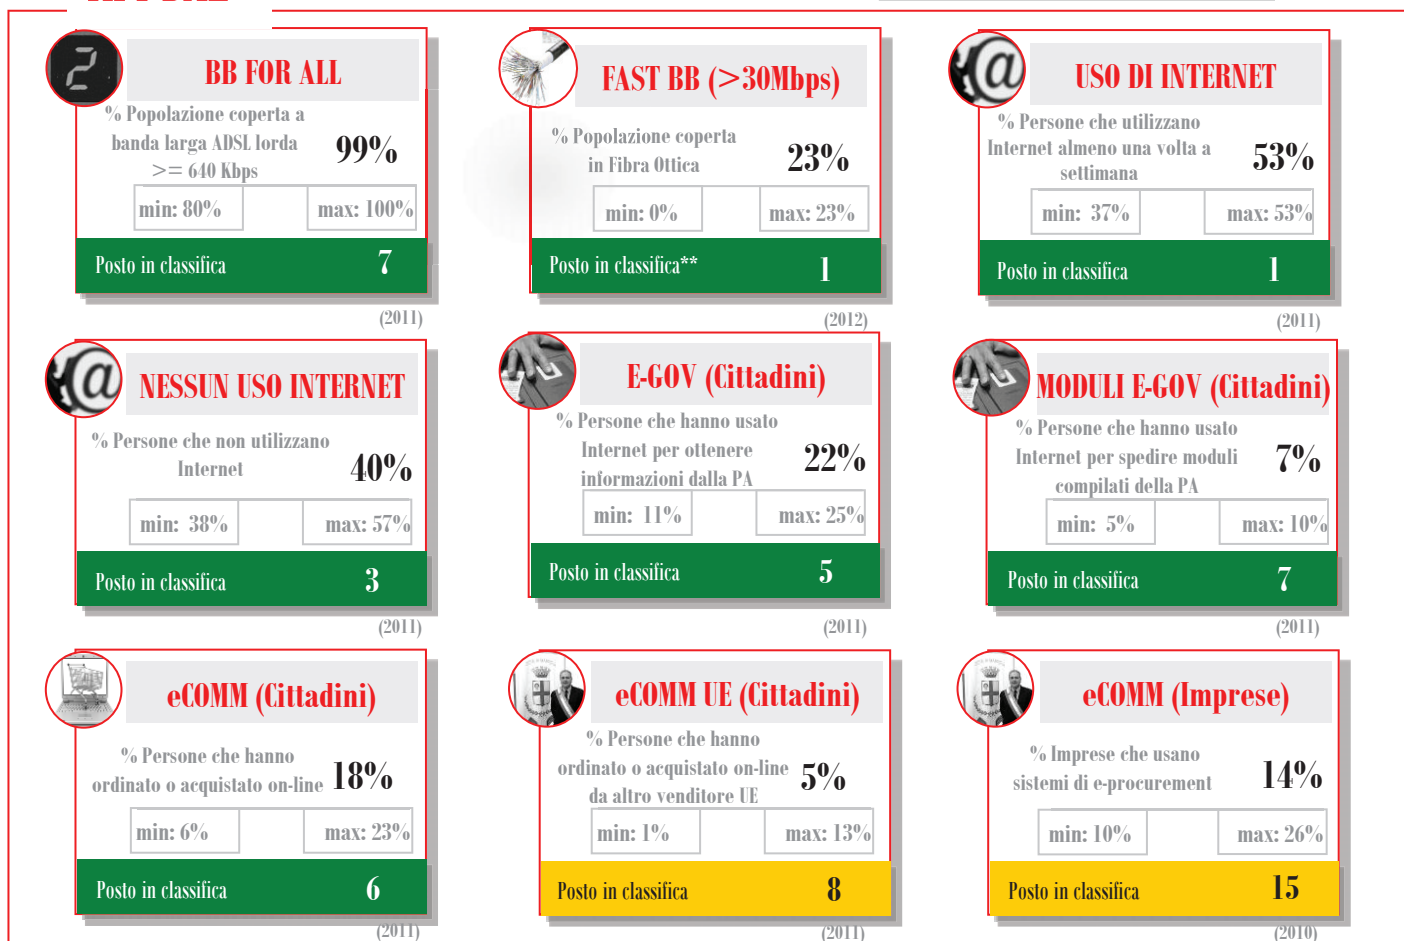 BB FOR ALL
% Popolazione coperta a
banda larga ADSL lorda
>= 640 Kbps
99%
min: 80%
max: 100%
Posto in classifica
7
(2011)
FAST BB (>30Mbps)
% Popolazione coperta
in Fibra Ottica
23%
min: 0%
max: 23%
Posto in classifica**
1
(2012)
USO DI INTERNET
% Persone che utilizzano
Internet almeno una volta a
settimana
53%
min: 37%
max: 53%
Posto in classifica
1
(2011)
NESSUN USO INTERNET
% Persone che non utilizzano
Internet
40%
min: 38%
max: 57%
Posto in classifica
3
(2011)
E-GOV (Cittadini)
% Persone che hanno usato
Internet per ottenere
informazioni dalla PA
22%
min: 11%
max: 25%
Posto in classifica
5
(2011)
MODULI E-GOV (Cittadini)
% Persone che hanno usato
Internet per spedire moduli
compilati della PA
7%
min: 5%
max: 10%
Posto in classifica
7
(2011)
eCOMM (Cittadini)
% Persone che hanno
ordinato o acquistato on-line
18%
min: 6%
max: 23%
Posto in classifica
6
(2011)
eCOMM UE (Cittadini)
% Persone che hanno
ordinato o acquistato on-line
da altro venditore UE
5%
min: 1%
max: 13%
Posto in classifica
8
(2011)
eCOMM (Imprese)
% Imprese che usano
sistemi di e-procurement
14%
min: 10%
max: 26%
Posto in classifica
15
(2010)